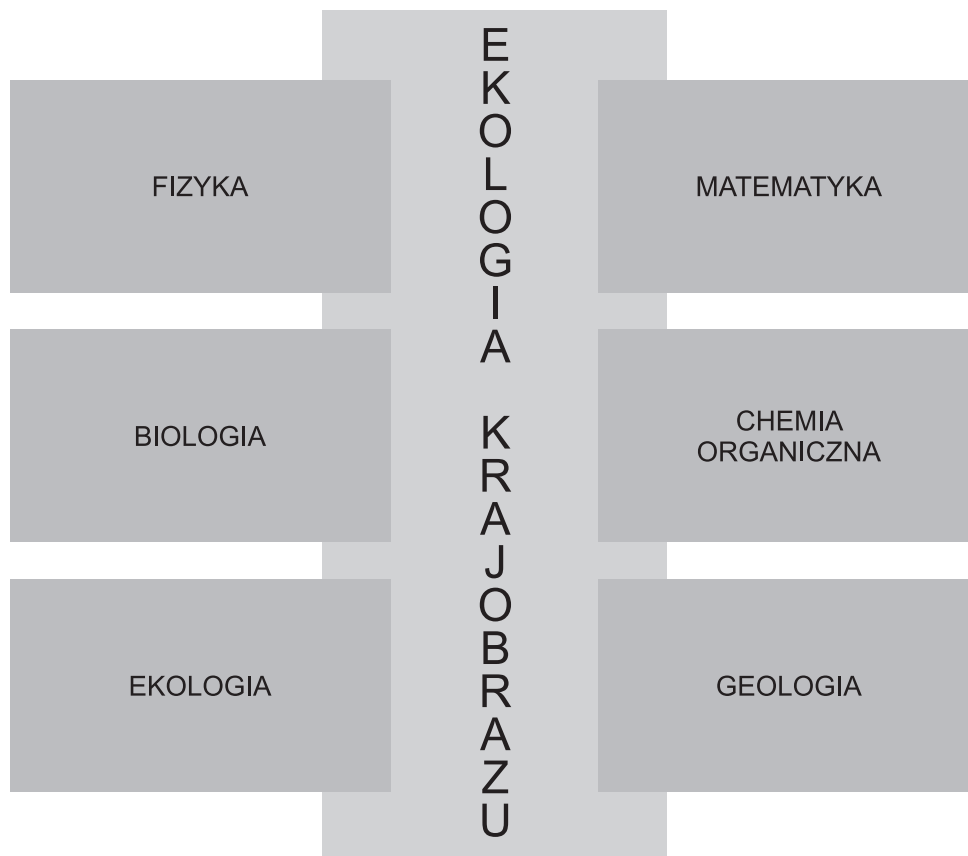 EKOLOGIA KRAJOBRAZU
FIZYKA
MATEMATYKA
BIOLOGIA
CHEMIA
ORGANICZNA
EKOLOGIA
GEOLOGIA